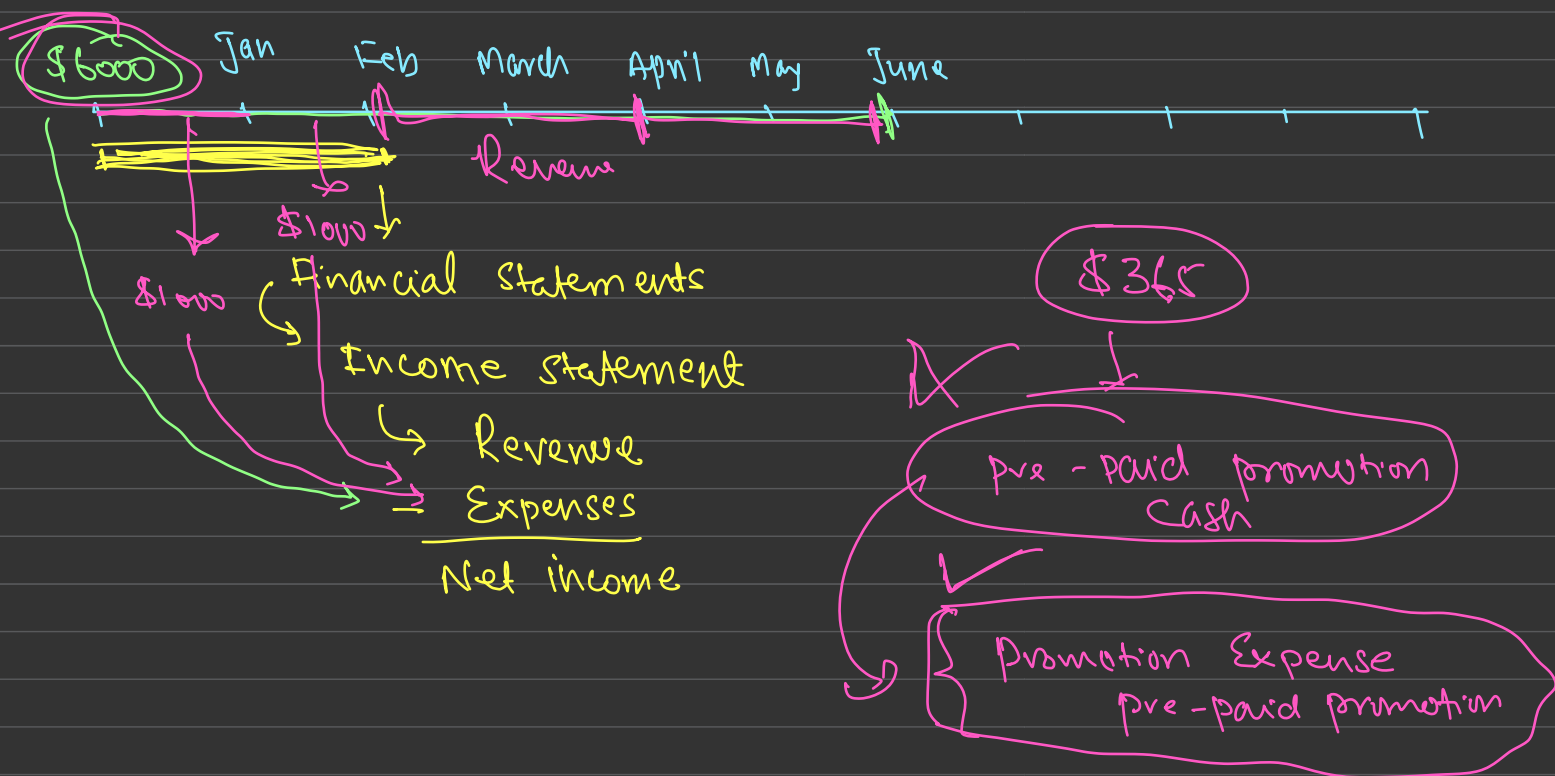 $6000 Jan Feb March April May June
Revenue
$1000
$1000
Financial statements
Income statement
Revenue
- Expenses
Net income
$365
pre-paid promotion
Cash
Promotion Expense
pre-paid promotion